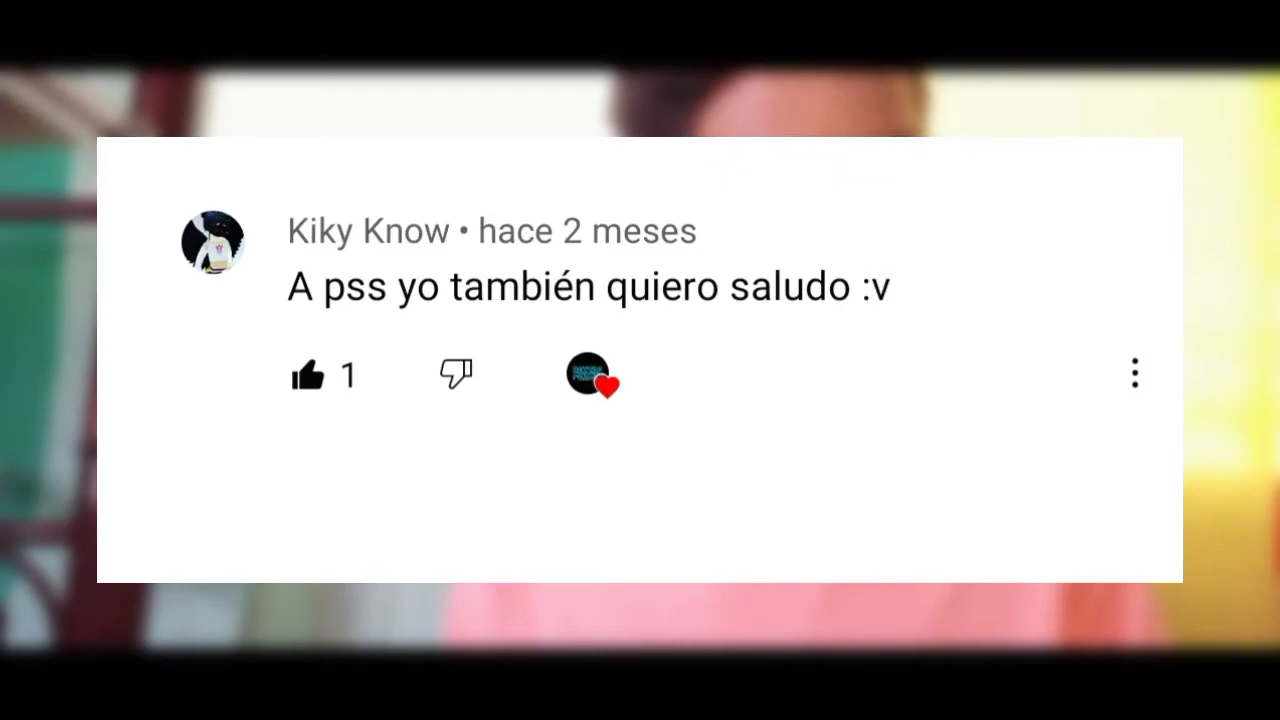 Kiky Know • hace 2 meses
A pss yo también quiero saludo :v
1